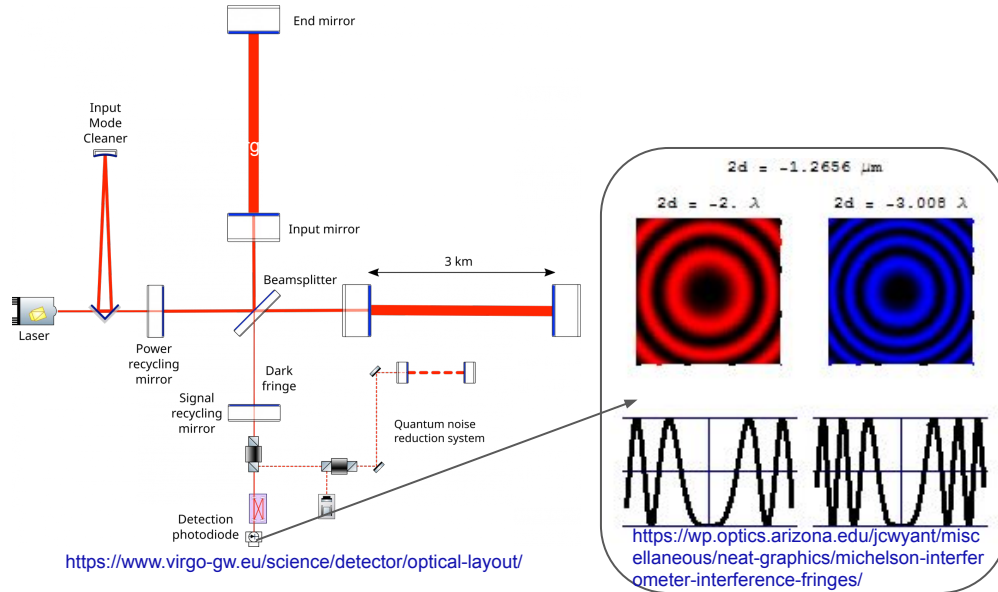 End mirror
Input
Mode
Cleaner
rg
Input mirror
3 km
Beamsplitter
Laser
Power
recycling
mirror
Dark
fringe
Signal
recycling
mirror
Quantum noise
reduction system
Detection
photodiode
https://www.virgo-gw.eu/science/detector/optical-layout/
2d = -1.2656 µm
2d = -2. λ
2d = -3.008 λ
https://wp.optics.arizona.edu/jcwyant/misc
ellaneous/neat-graphics/michelson-interfer
ometer-interference-fringes/